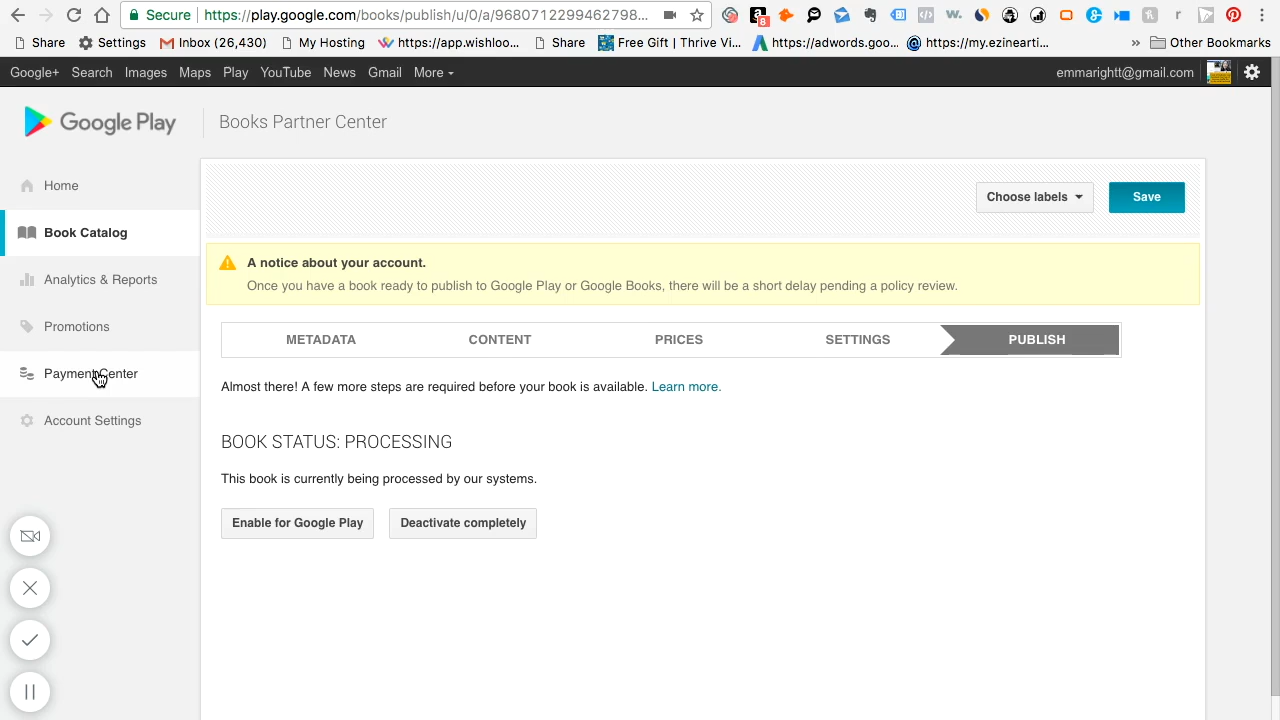 Secure
https://play.google.com/books/publish/u/0/a/9680712299462798...
8
Share
Settings
Inbox (26,430)
My Hosting
https://app.wishloo...
Share
Free Gift | Thrive Vi...
https://adwords.goo...
https://my.ezinearti...
»
Other Bookmarks
Google+ Search Images Maps Play YouTube News Gmail More
emmarightt@gmail.com
Google Play
Books Partner Center
Home
Book Catalog
Analytics & Reports
Promotions
Payment Center
Account Settings
Choose labels
Save
A notice about your account.
Once you have a book ready to publish to Google Play or Google Books, there will be a short delay pending a policy review.
METADATA
CONTENT
PRICES
SETTINGS
PUBLISH
Almost there! A few more steps are required before your book is available. Learn more.
BOOK STATUS: PROCESSING
This book is currently being processed by our systems.
Enable for Google Play
Deactivate completely